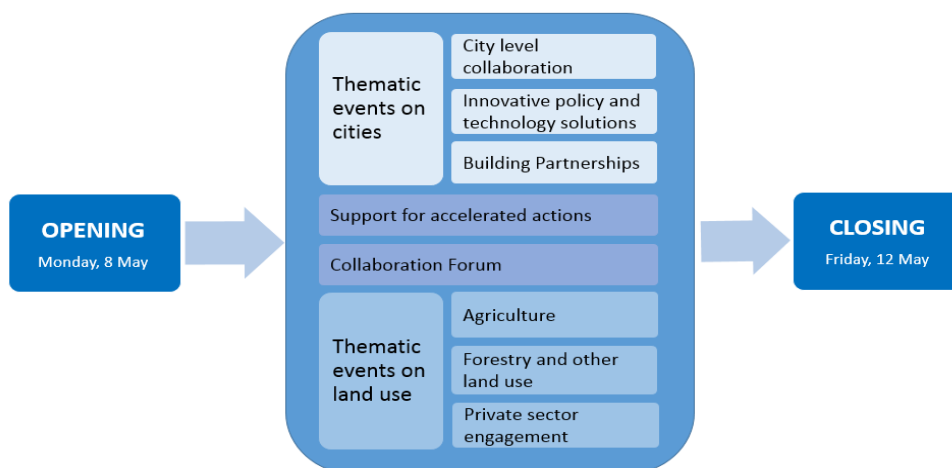 OPENING
Monday, 8 May
Thematic
events on
cities
City level
collaboration
Innovative policy and
technology solutions
Building Partnerships
Support for accelerated actions
Collaboration Forum
Thematic
events on
land use
Agriculture
Forestry and other
land use
Private sector
engagement
CLOSING
Friday, 12 May